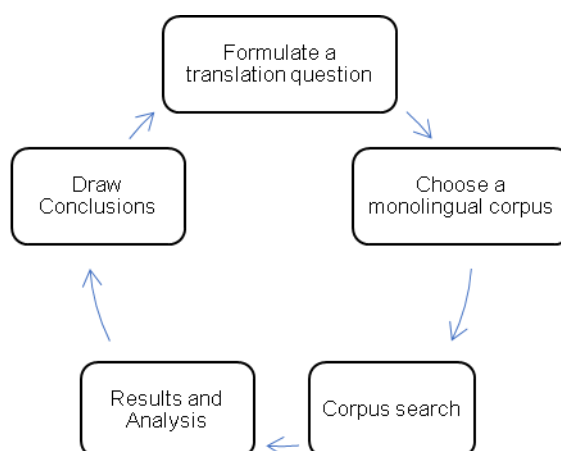 Formulate a
translation question
Choose a
monolingual corpus
Corpus search
Results and
Analysis
Draw
Conclusions